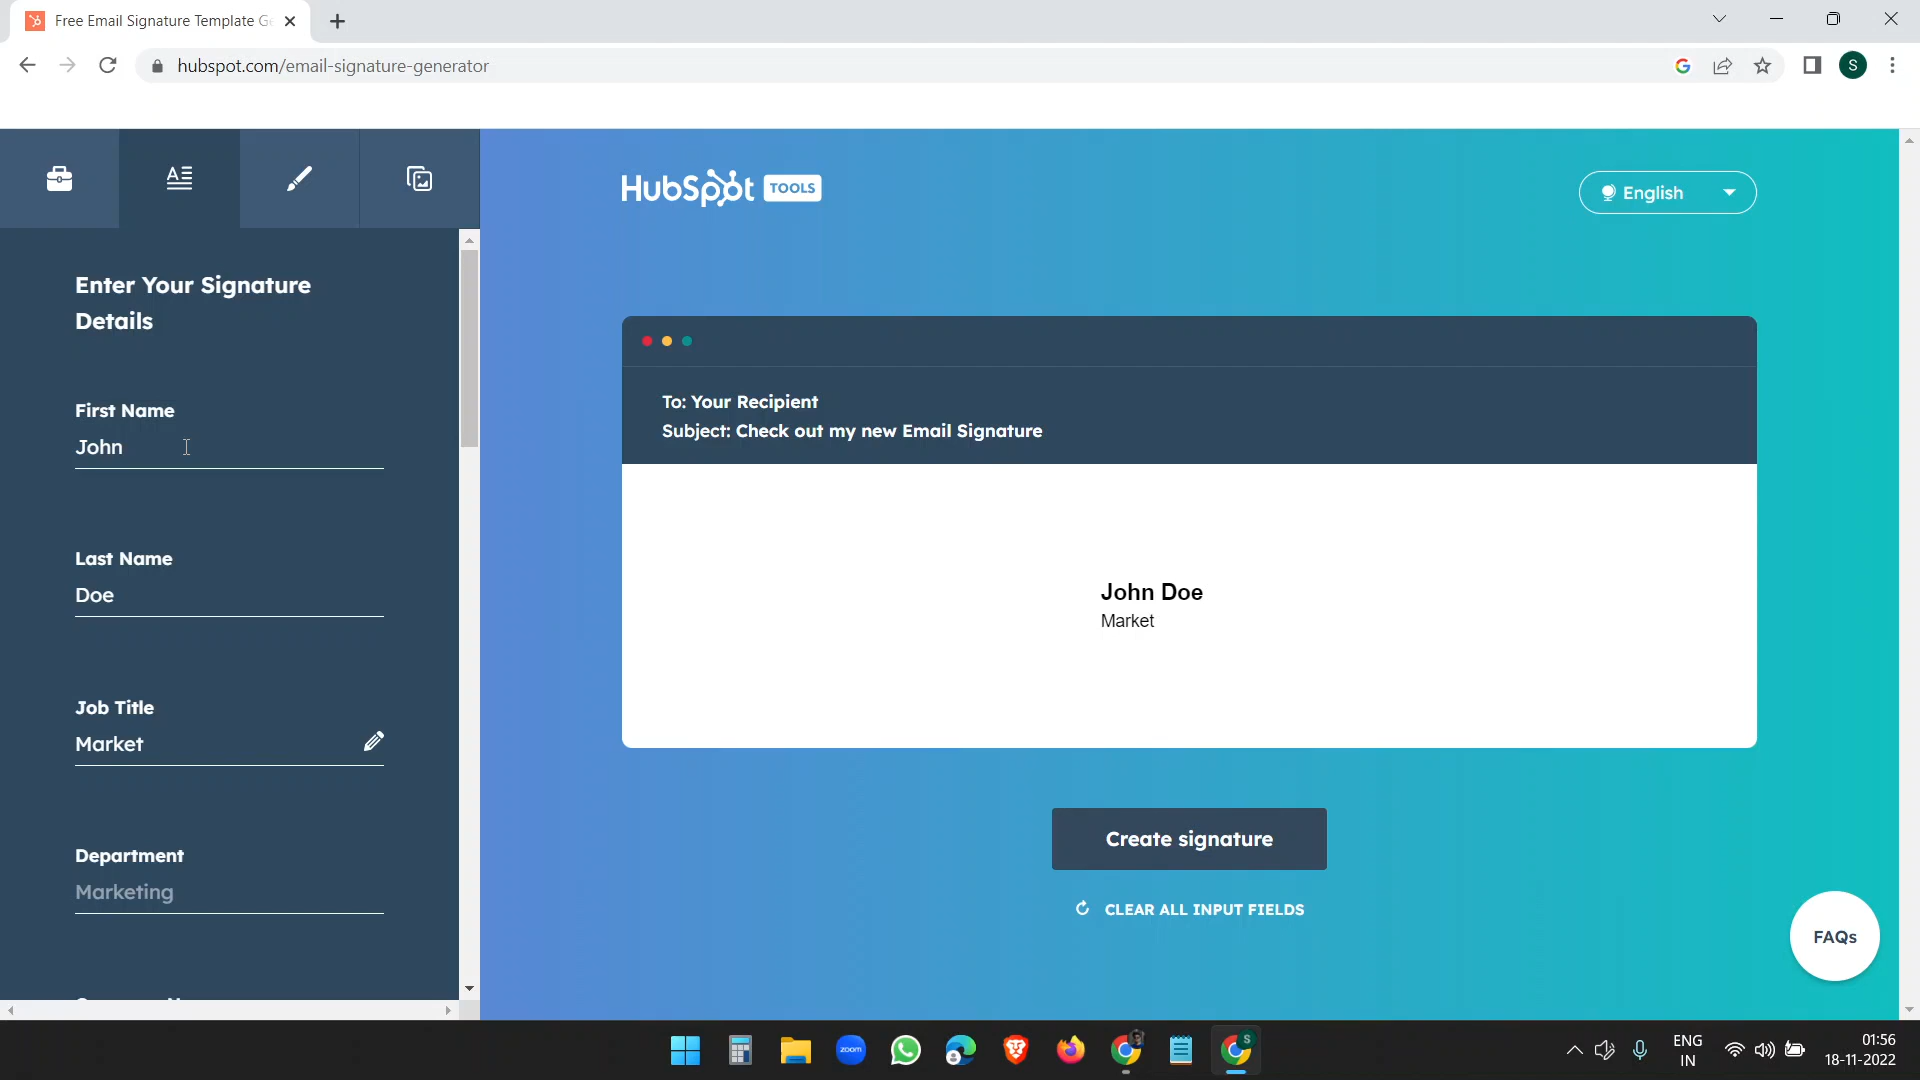 Free Email Signature Template Ge
hubspot.com/email-signature-generator
S
HubSpot TOOLS
English
Enter Your Signature
Details
First Name
John
Last Name
Doe
Job Title
Market
Department
Marketing
To: Your Recipient
Subject: Check out my new Email Signature
John Doe
Market
Create signature
CLEAR ALL INPUT FIELDS
FAQs
zoom
S
ENG
IN
01:56
18-11-2022